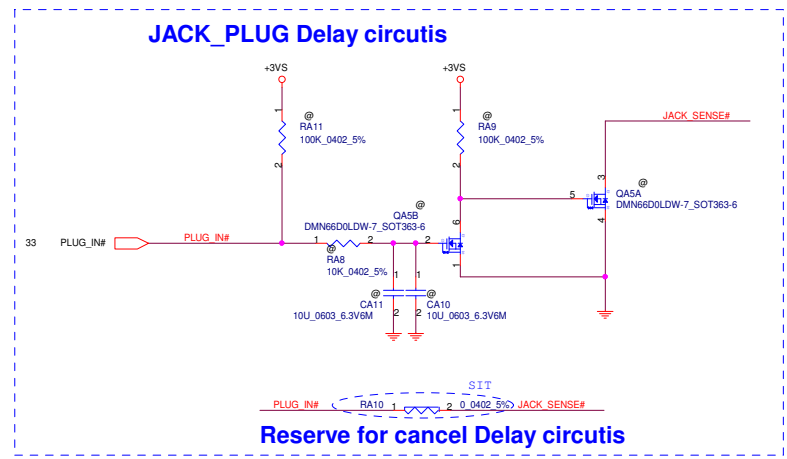 JACK_PLUG Delay circutis
+3VS
+3VS
@
RA11
100K_0402_5%
1
2
@
RA9
100K_0402_5%
1
2
JACK_SENSE#
@
QA5B
DMN66D0LDW-7_SOT363-6
3
5
4
@
QA5A
DMN66D0LDW-7_SOT363-6
33
PLUG_IN#
PLUG_IN#
1
2
@
RA8
10K_0402_5%
2
6
1
1
1
@
CA11
10U_0603_6.3V6M
2
@
CA10
10U_0603_6.3V6M
2
SIT
PLUG_IN#
RA10
1
2
0_0402_5%
JACK_SENSE#
Reserve for cancel Delay circutis